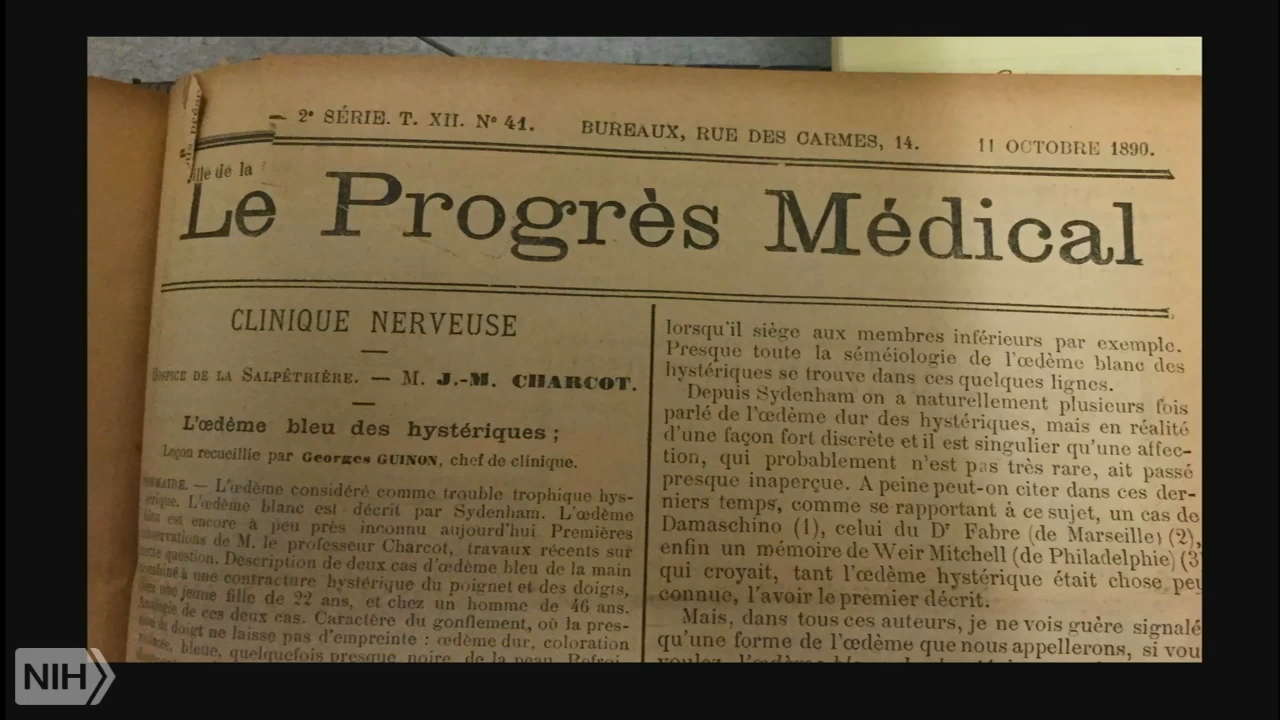 2e SÉRIE. T. XII. No 41. BUREAUX, RUE DES CARMES, 14. 11 OCTOBRE 1890.
de la
Le Progrès Médical
CLINIQUE NERVEUSE
DE LA SALPÊTRIÈRE. — M. J.-M. CHARCOT.
L'œdème bleu des hystériques ;
Leçon recueillie par Georges GUINON, chef de clinique.
— L'œdème considéré comme trouble trophique hys-
L'œdème blanc est décrit par Sydenham. L'œdème
est encore à peu près inconnu aujourd'hui. Premières
de M. le professeur Charcot, travaux récents sur
question. Description de deux cas d'œdème bleu de la main
à une contracture hystérique du poignet et des doigts,
une jeune fille de 22 ans, et chez un homme de 46 ans.
de ces deux cas. Caractère du gonflement, où la pres-
doigt ne laisse pas d'empreinte : œdème dur, coloration
bleue, quelquefois presque noire, de la peau. Refroi-
lorsqu'il siège aux membres inférieurs par exemple.
Presque toute la séméiologie de l'œdème blanc des
hystériques se trouve dans ces quelques lignes.
Depuis Sydenham on a naturellement plusieurs fois
parlé de l'œdème dur des hystériques, mais en réalité
d'une façon fort discrète et il est singulier qu'une affec-
tion, qui probablement n'est pas très rare, ait passé
presque inaperçue. A peine peut-on citer dans ces der-
niers temps, comme se rapportant à ce sujet, un cas de
Damaschino (1), celui du Dr Fabre (de Marseille) (2),
enfin un mémoire de Weir Mitchell (de Philadelphie) (3
qui croyait, tant l'œdème hystérique était chose peu
connue, l'avoir le premier décrit.
Mais, dans tous ces auteurs, je ne vois guère signalé
qu'une forme de l'œdème que nous appellerons, si vou
voulez, l'œdème
NIH